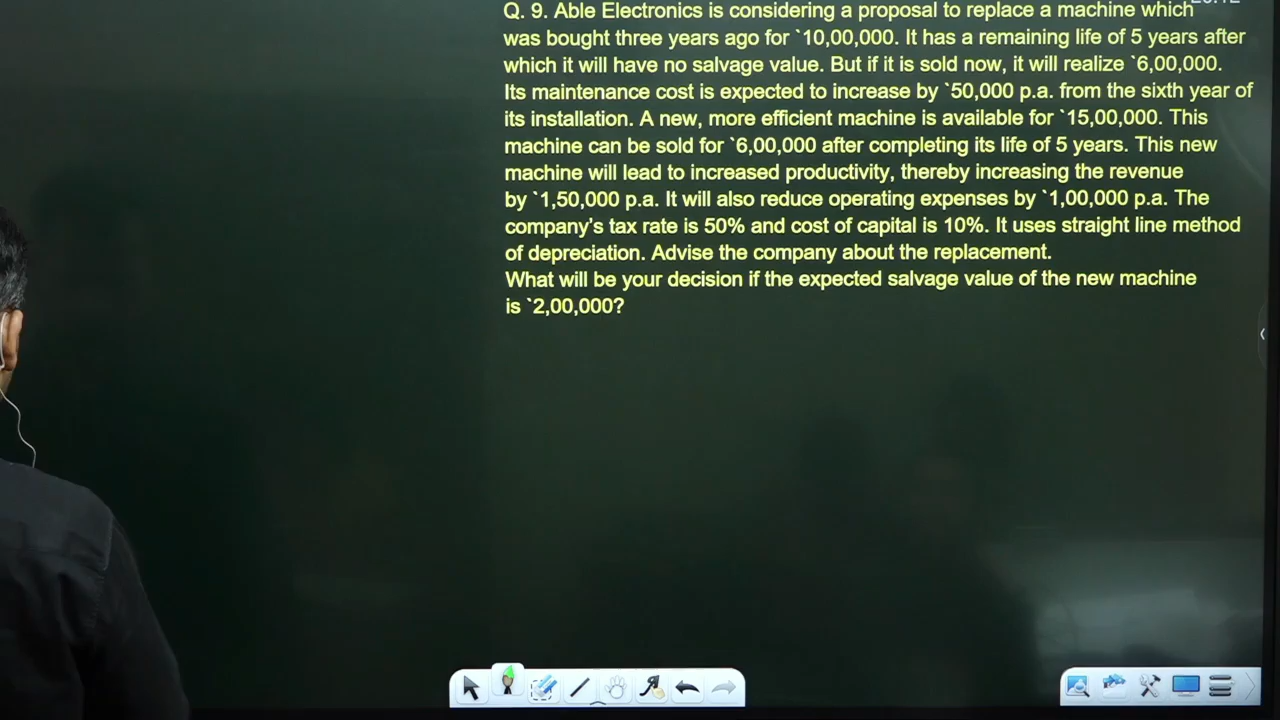 Q. 9. Able Electronics is considering a proposal to replace a machine which
was bought three years ago for `10,00,000. It has a remaining life of 5 years after
which it will have no salvage value. But if it is sold now, it will realize `6,00,000.
Its maintenance cost is expected to increase by `50,000 p.a. from the sixth year of
its installation. A new, more efficient machine is available for `15,00,000. This
machine can be sold for `6,00,000 after completing its life of 5 years. This new
machine will lead to increased productivity, thereby increasing the revenue
by `1,50,000 p.a. It will also reduce operating expenses by `1,00,000 p.a. The
company's tax rate is 50% and cost of capital is 10%. It uses straight line method
of depreciation. Advise the company about the replacement.
What will be your decision if the expected salvage value of the new machine
is `2,00,000?